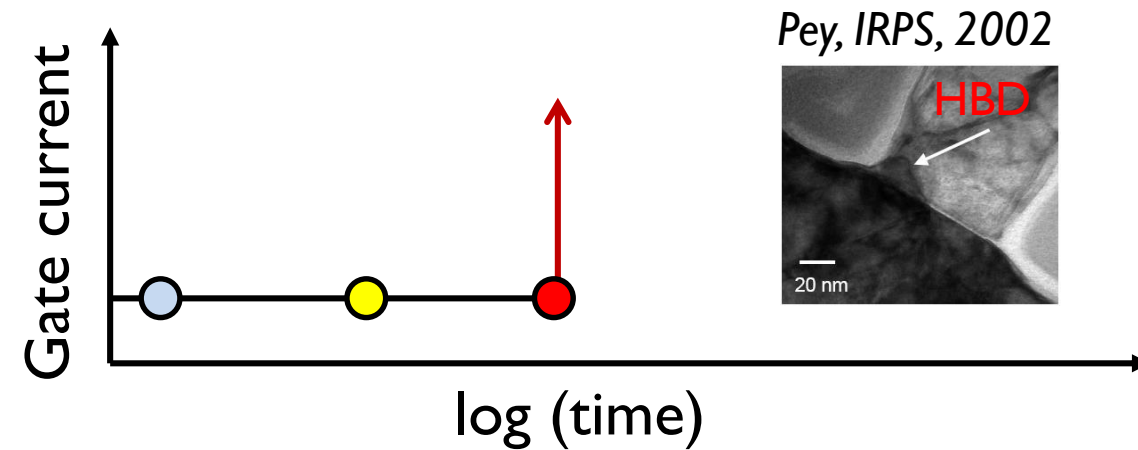 Pey, IRPS, 2002
HBD
20 nm
Gate current
log (time)